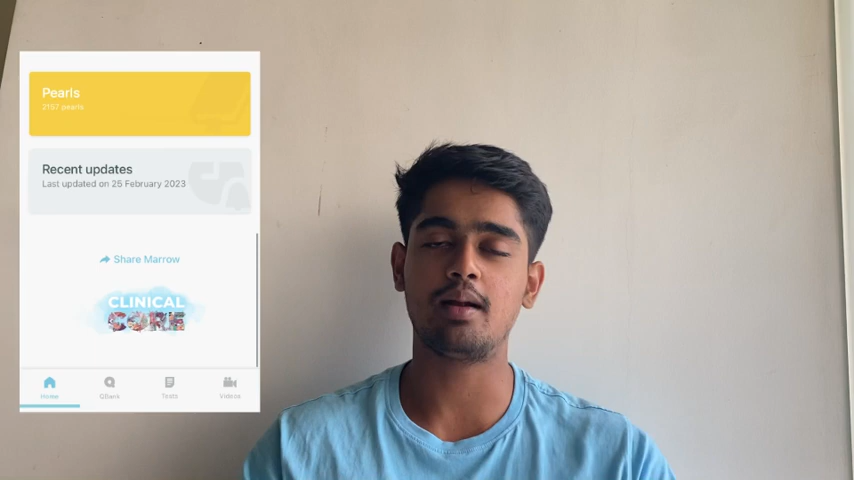 Pearls
2157 pearls
Recent updates
Last updated on 25 February 2023
Share Marrow
CLINICAL
CORE
Home
QBank
Tests
Videos